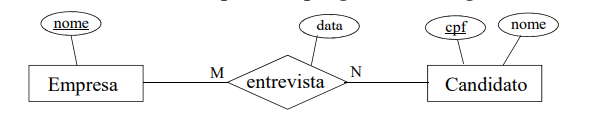 nome
data
cpf
nome
Empresa
M
entrevista
N
Candidato